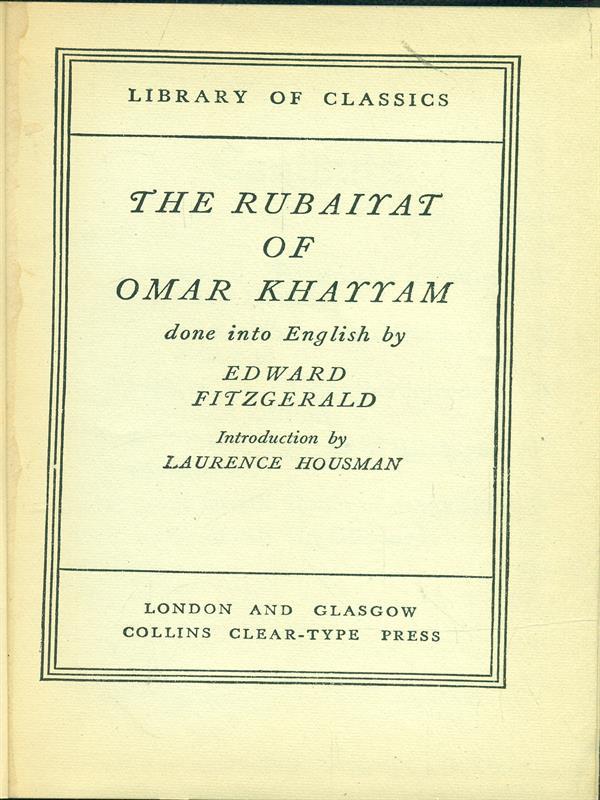 LIBRARY OF CLASSICS
THE RUBAIYAT
OF
OMAR KHAYYAM
done into English by
EDWARD
FITZGERALD
Introduction by
LAURENCE HOUSMAN
LONDON AND GLASGOW
COLLINS CLEAR-TYPE PRESS